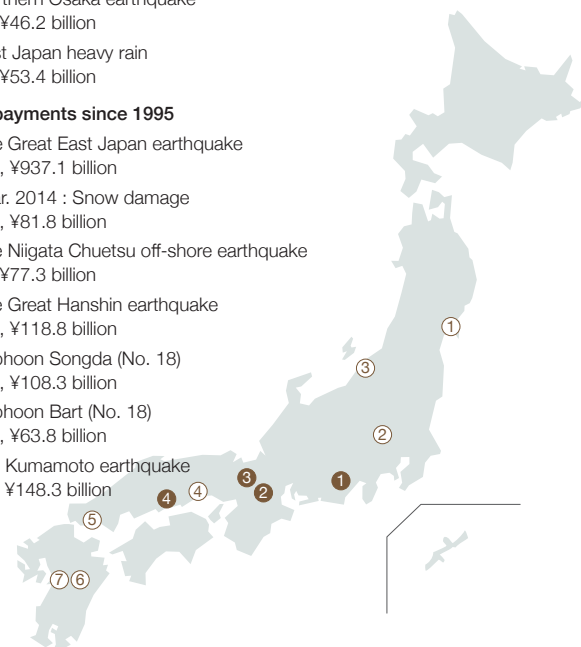 thern Osaka earthquake
¥46.2 billion
st Japan heavy rain
¥53.4 billion
payments since 1995
e Great East Japan earthquake
, ¥937.1 billion
ar. 2014 : Snow damage
, ¥81.8 billion
e Niigata Chuetsu off-shore earthquake
¥77.3 billion
e Great Hanshin earthquake
, ¥118.8 billion
phoon Songda (No. 18)
, ¥108.3 billion
phoon Bart (No. 18)
, ¥63.8 billion
Kumamoto earthquake
¥148.3 billion
①
③
②
❸
❷
❶
❹
④
⑤
⑦⑥